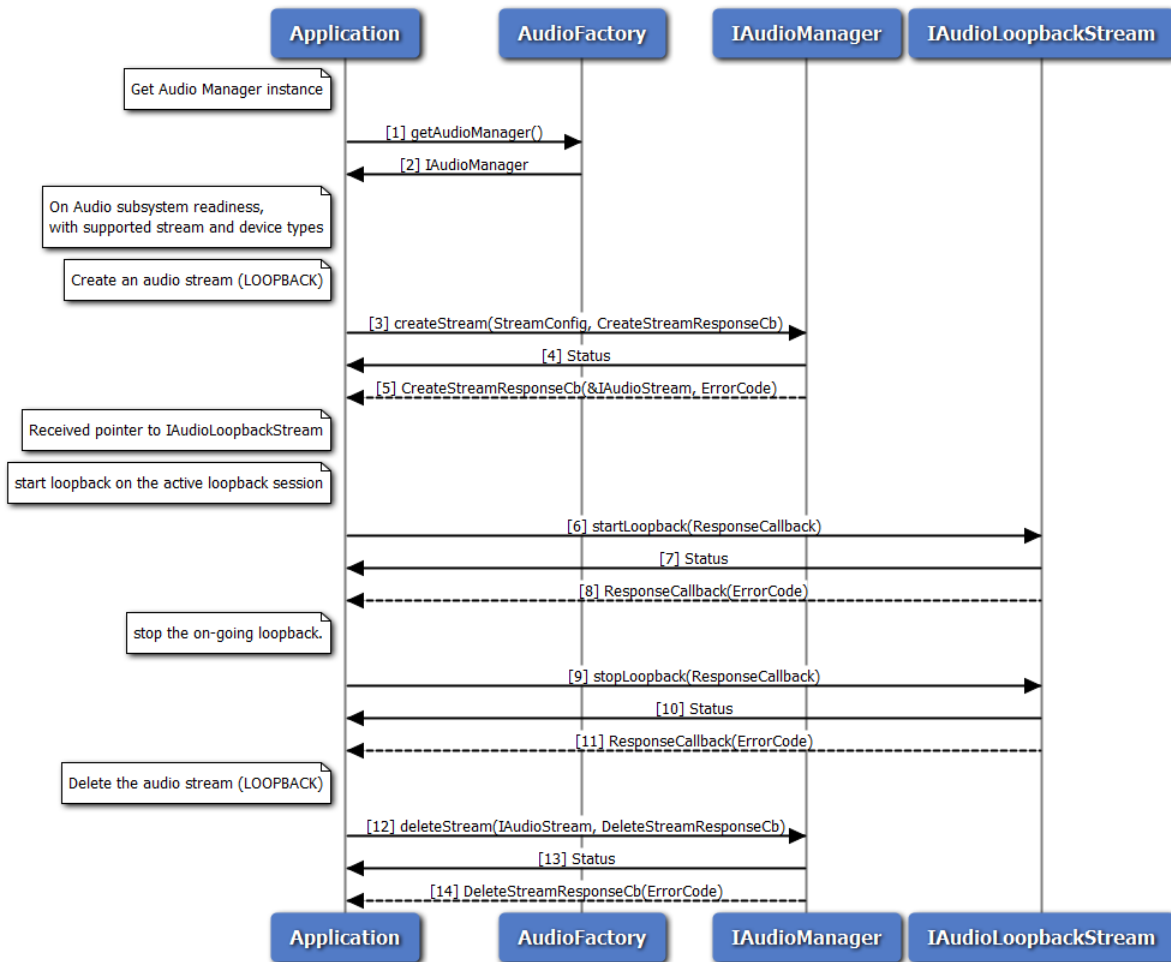 Application
AudioFactory
IAudioManager
IAudioLoopbackStream
Get Audio Manager instance
[1] getAudioManager()
[2] IAudioManager
On Audio subsystem readiness,
with supported stream and device types
Create an audio stream (LOOPBACK)
[3] createStream(StreamConfig, CreateStreamResponseCb)
[4] Status
[5] CreateStreamResponseCb(&IAudioStream, ErrorCode)
Received pointer to IAudioLoopbackStream
start loopback on the active loopback session
[6] startLoopback(ResponseCallback)
[7] Status
[8] ResponseCallback(ErrorCode)
stop the on-going loopback.
[9] stopLoopback(ResponseCallback)
[10] Status
[11] ResponseCallback(ErrorCode)
Delete the audio stream (LOOPBACK)
[12] deleteStream(IAudioStream, DeleteStreamResponseCb)
[13] Status
[14] DeleteStreamResponseCb(ErrorCode)
Application
AudioFactory
IAudioManager
IAudioLoopbackStream